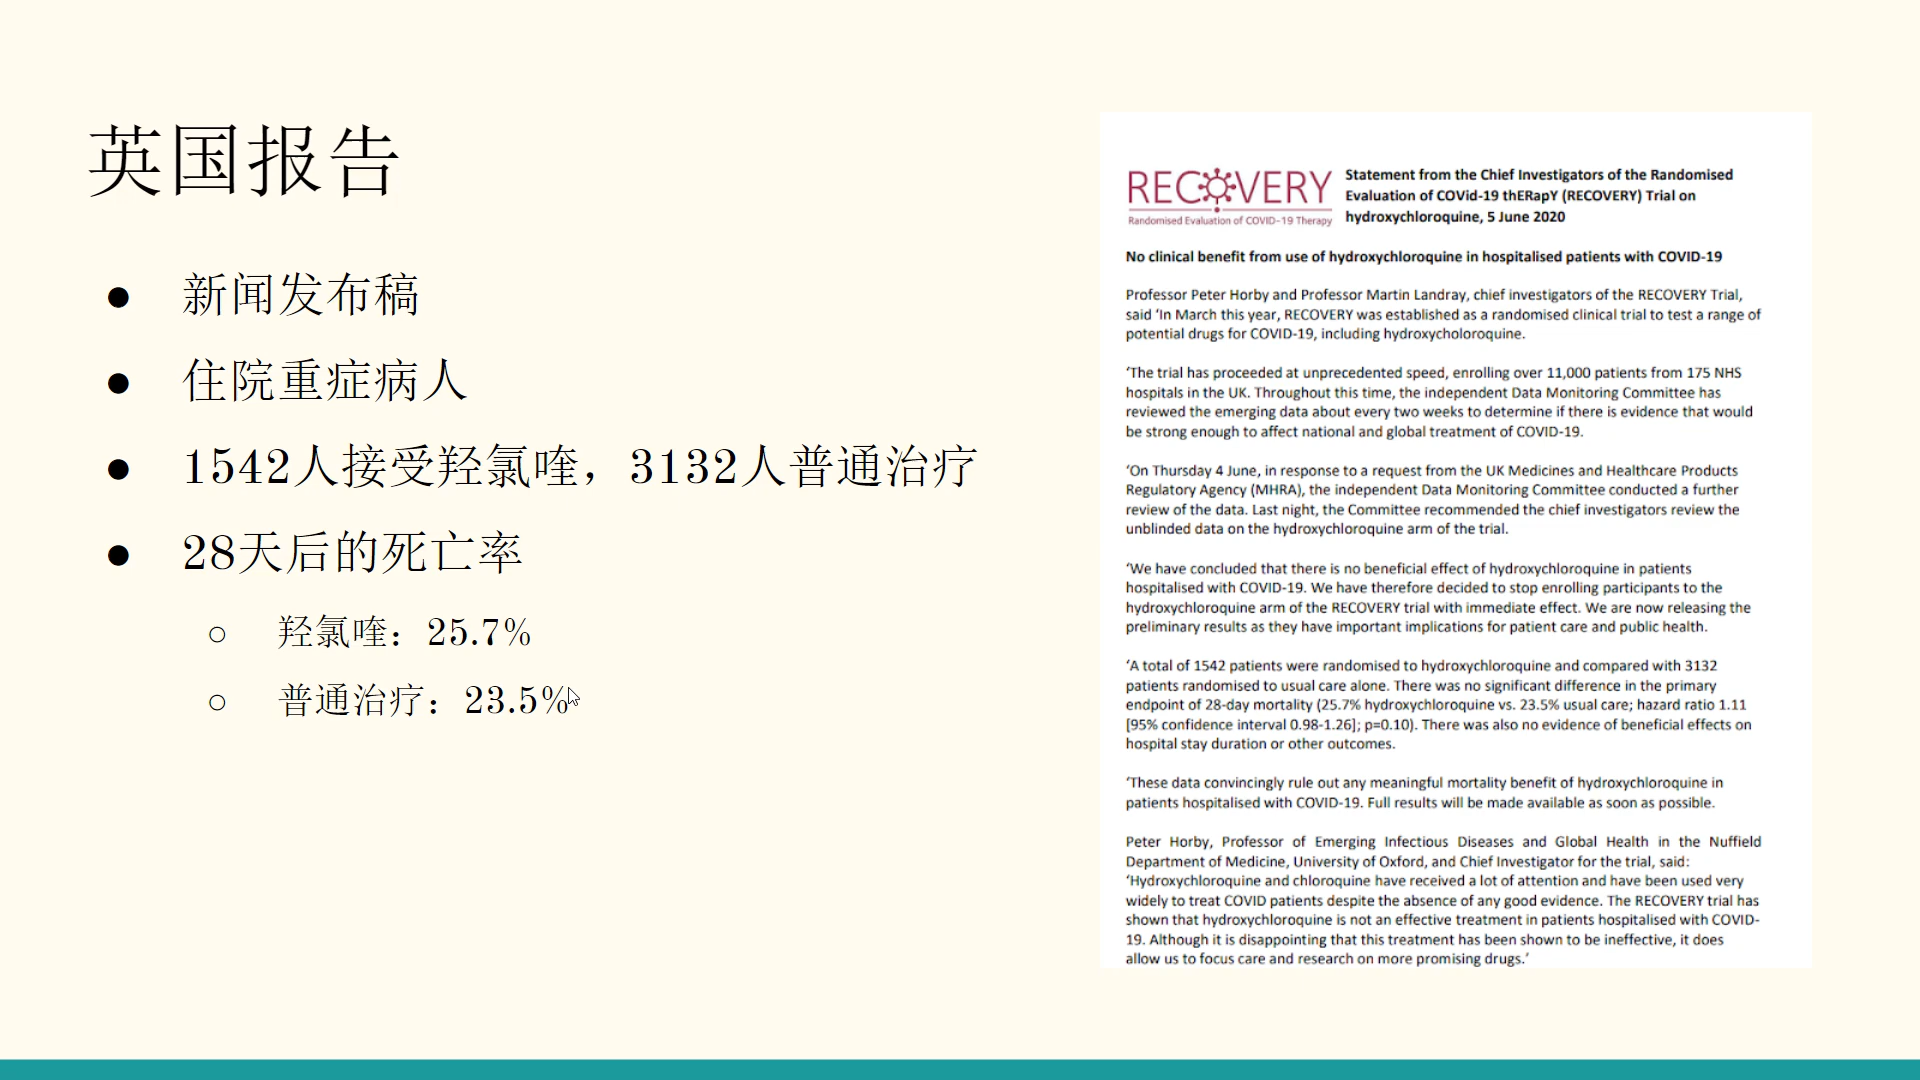 英国报告
● 新闻发布稿
● 住院重症病人
● 1542人接受羟氯喹，3132人普通治疗
● 28天后的死亡率
○ 羟氯喹：25.7%
○ 普通治疗：23.5%
RECOVERY
Randomised Evaluation of COVID-19 Therapy
Statement from the Chief Investigators of the Randomised
Evaluation of COVid-19 thERapY (RECOVERY) Trial on
hydroxychloroquine, 5 June 2020
No clinical benefit from use of hydroxychloroquine in hospitalised patients with COVID-19
Professor Peter Horby and Professor Martin Landray, chief investigators of the RECOVERY Trial,
said ‘In March this year, RECOVERY was established as a randomised clinical trial to test a range of
potential drugs for COVID-19, including hydroxycholoroquine.
‘The trial has proceeded at unprecedented speed, enrolling over 11,000 patients from 175 NHS
hospitals in the UK. Throughout this time, the independent Data Monitoring Committee has
reviewed the emerging data about every two weeks to determine if there is evidence that would
be strong enough to affect national and global treatment of COVID-19.
‘On Thursday 4 June, in response to a request from the UK Medicines and Healthcare Products
Regulatory Agency (MHRA), the independent Data Monitoring Committee conducted a further
review of the data. Last night, the Committee recommended the chief investigators review the
unblinded data on the hydroxychloroquine arm of the trial.
‘We have concluded that there is no beneficial effect of hydroxychloroquine in patients
hospitalised with COVID-19. We have therefore decided to stop enrolling participants to the
hydroxychloroquine arm of the RECOVERY trial with immediate effect. We are now releasing the
preliminary results as they have important implications for patient care and public health.
‘A total of 1542 patients were randomised to hydroxychloroquine and compared with 3132
patients randomised to usual care alone. There was no significant difference in the primary
endpoint of 28-day mortality (25.7% hydroxychloroquine vs. 23.5% usual care; hazard ratio 1.11
[95% confidence interval 0.98-1.26]; p=0.10). There was also no evidence of beneficial effects on
hospital stay duration or other outcomes.
‘These data convincingly rule out any meaningful mortality benefit of hydroxychloroquine in
patients hospitalised with COVID-19. Full results will be made available as soon as possible.
Peter Horby, Professor of Emerging Infectious Diseases and Global Health in the Nuffield
Department of Medicine, University of Oxford, and Chief Investigator for the trial, said:
‘Hydroxychloroquine and chloroquine have received a lot of attention and have been used very
widely to treat COVID patients despite the absence of any good evidence. The RECOVERY trial has
shown that hydroxychloroquine is not an effective treatment in patients hospitalised with COVID-
19. Although it is disappointing that this treatment has been shown to be ineffective, it does
allow us to focus care and research on more promising drugs.’